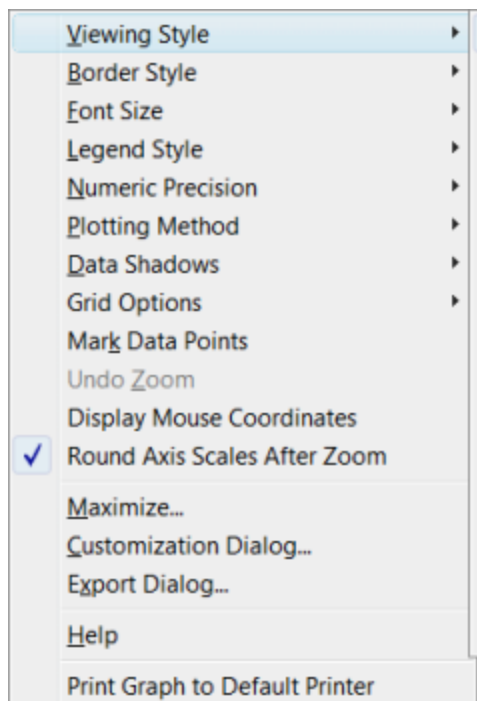 Viewing Style
Border Style
Font Size
Legend Style
Numeric Precision
Plotting Method
Data Shadows
Grid Options
Mark Data Points
Undo Zoom
Display Mouse Coordinates
Round Axis Scales After Zoom
Maximize...
Customization Dialog...
Export Dialog...
Help
Print Graph to Default Printer